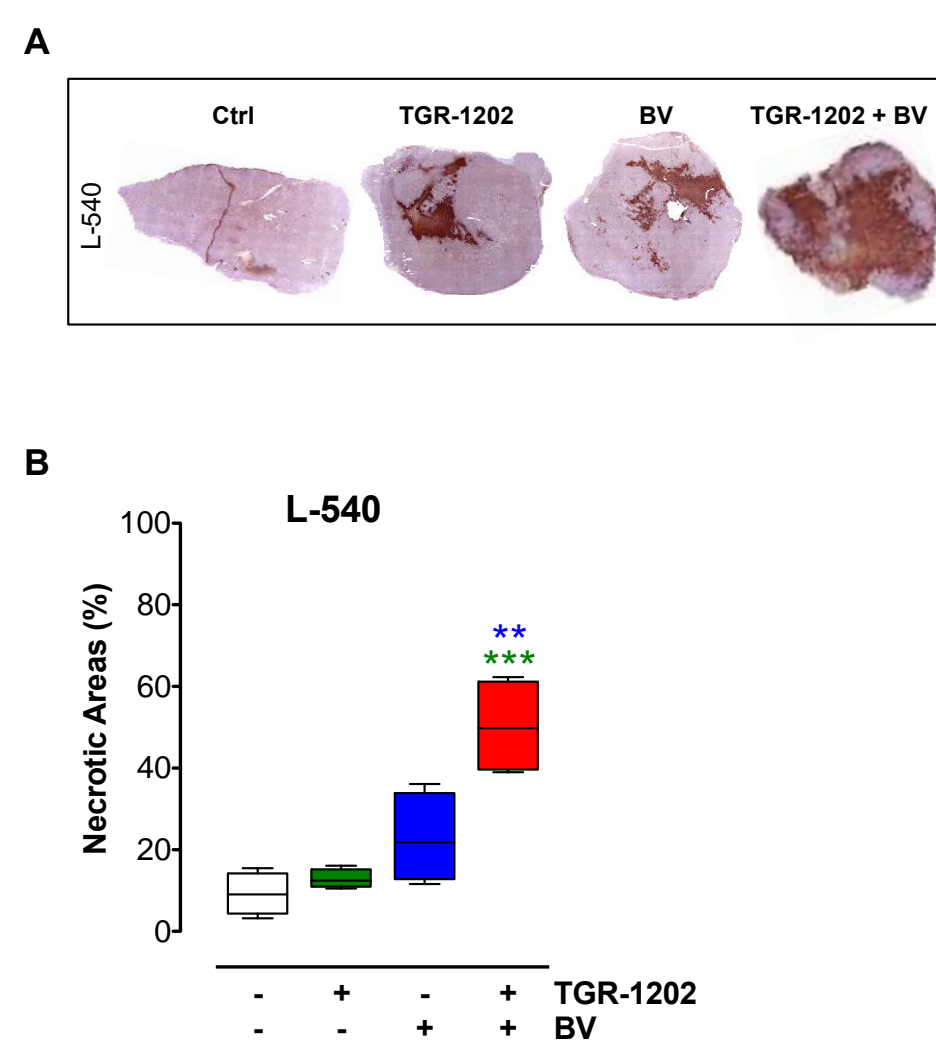 A
Ctrl TGR-1202 BV TGR-1202 + BV
L-540
B
L-540
Necrotic Areas (%)
100
80
60
40
20
0
**
***
- + - + TGR-1202
- - + + BV